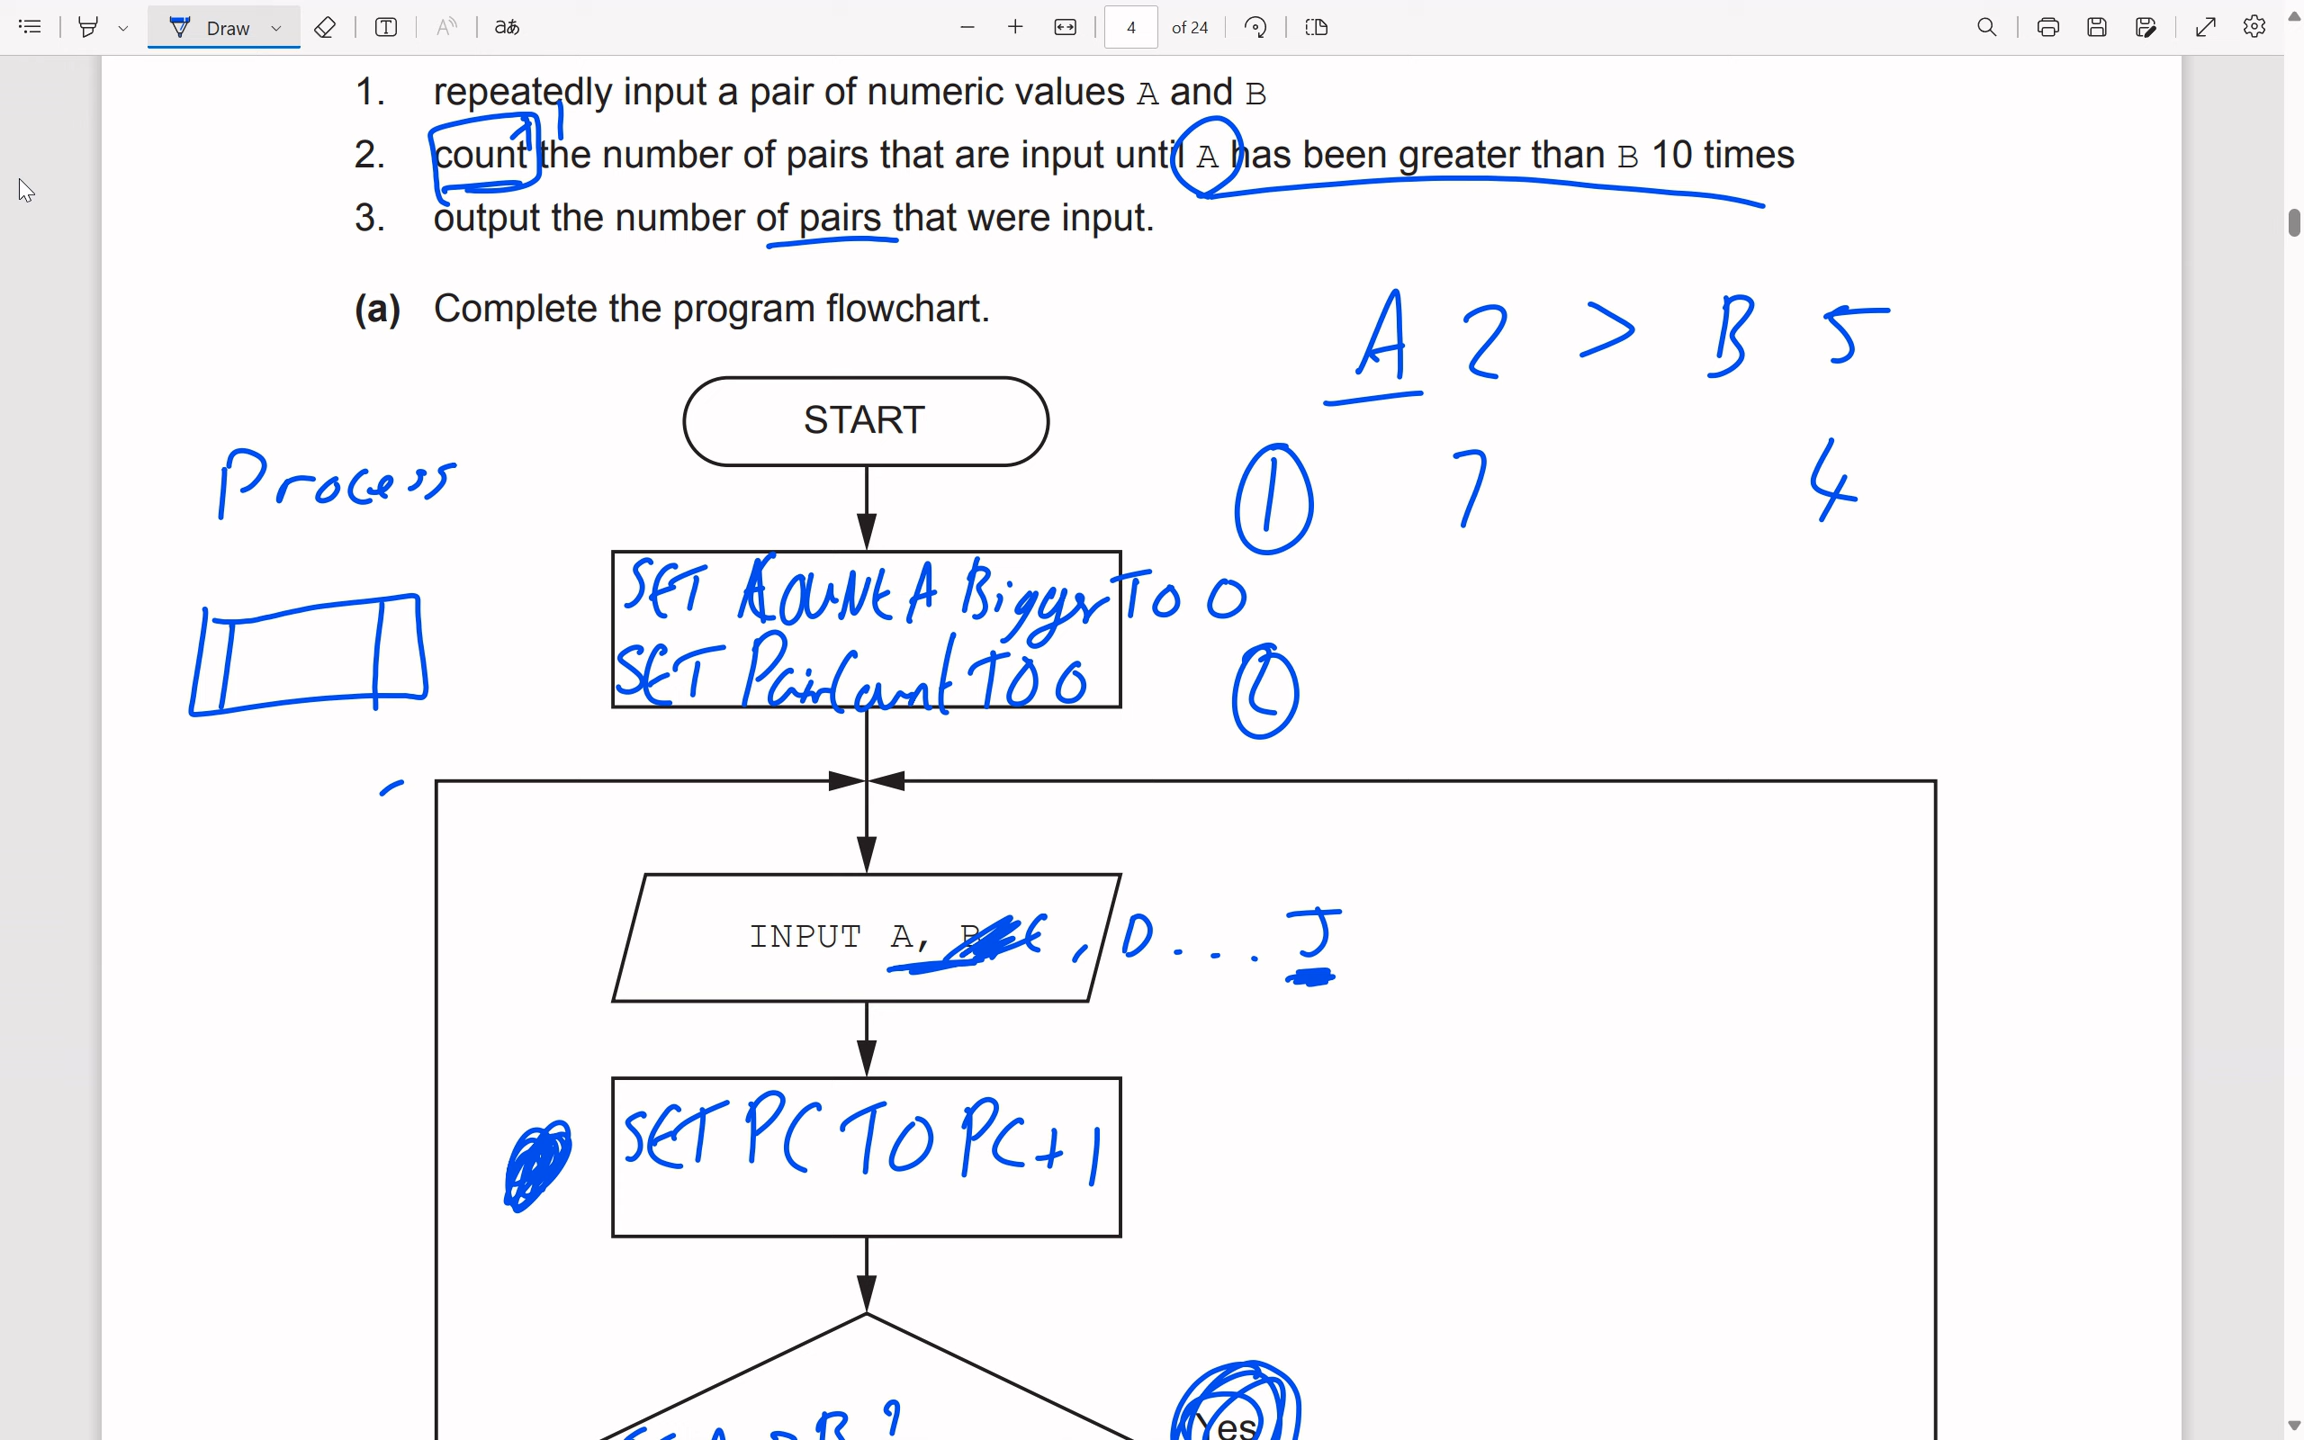 Draw
4 of 24
1. repeatedly input a pair of numeric values A and B
2. count the number of pairs that are input until A has been greater than B 10 times
3. output the number of pairs that were input.
(a) Complete the program flowchart.
A 2 > B 5
START
Process
1 7 4
SET Count A Bigger TO 0
SET PairCount TO 0
INPUT A, B C, D... J
SET PC TO PC+1
Yes